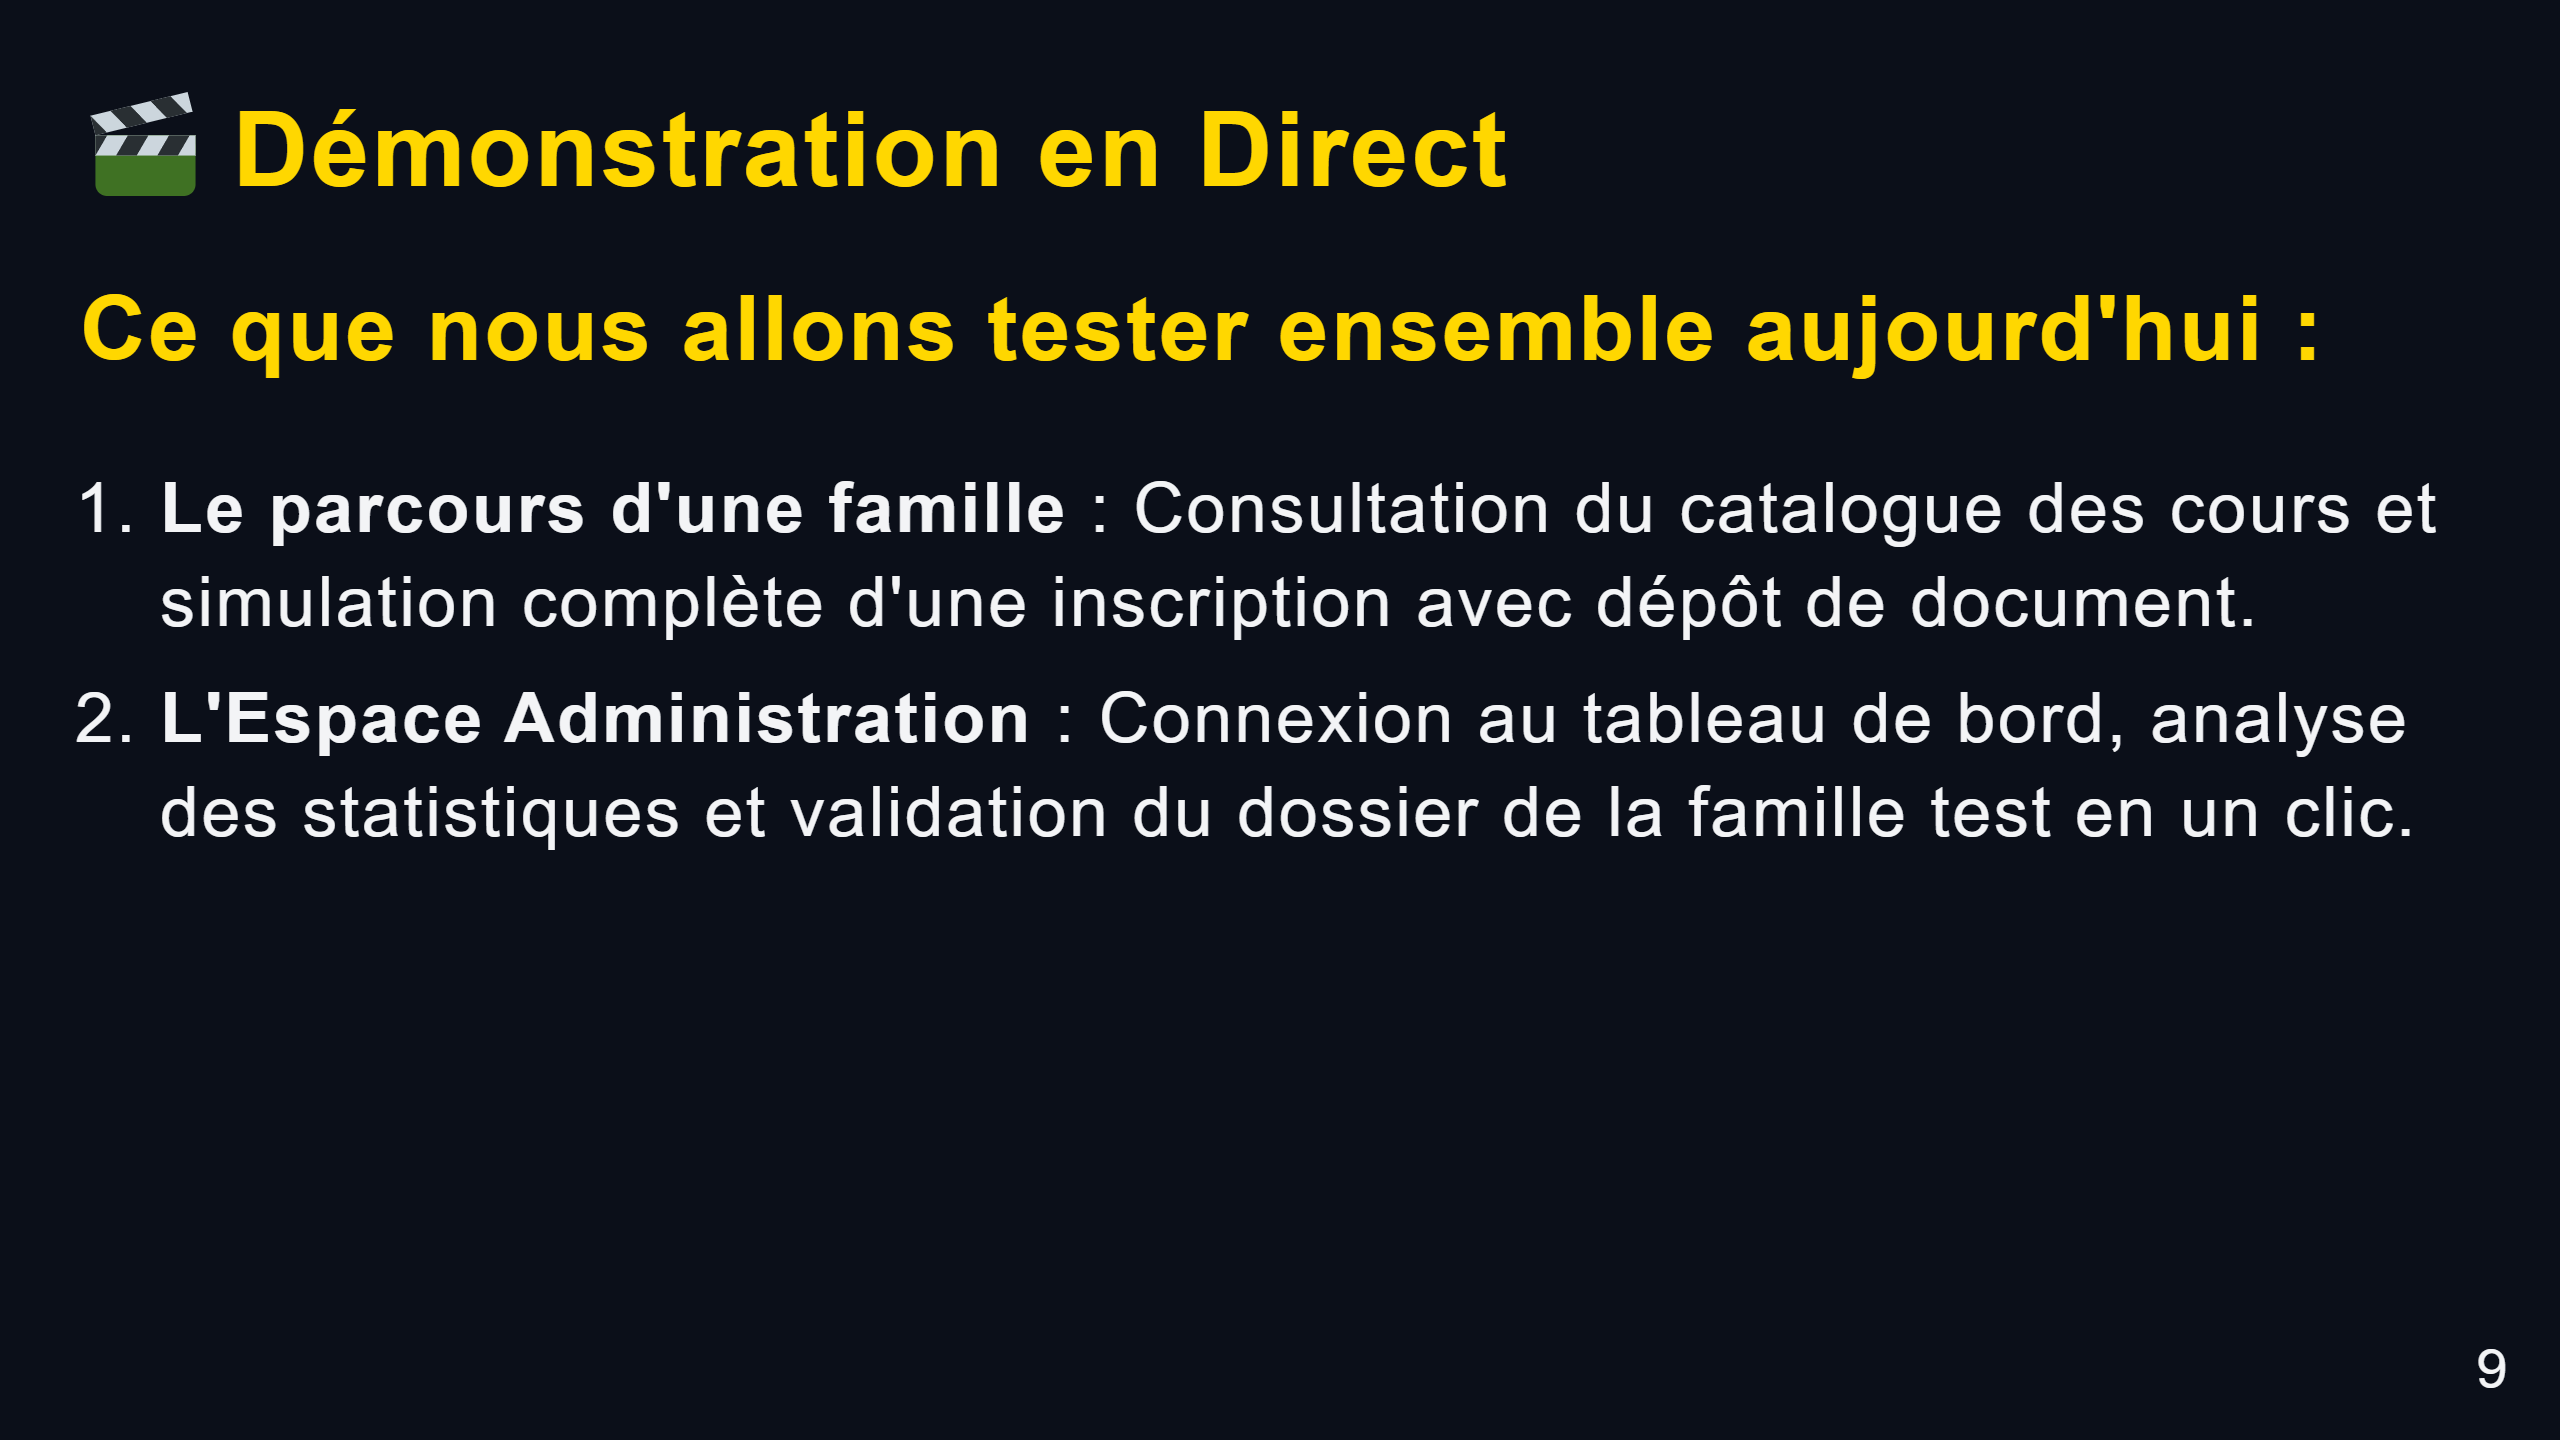 Démonstration en Direct
Ce que nous allons tester ensemble aujourd'hui :
1. Le parcours d'une famille : Consultation du catalogue des cours et
simulation complète d'une inscription avec dépôt de document.
2. L'Espace Administration : Connexion au tableau de bord, analyse
des statistiques et validation du dossier de la famille test en un clic.
9